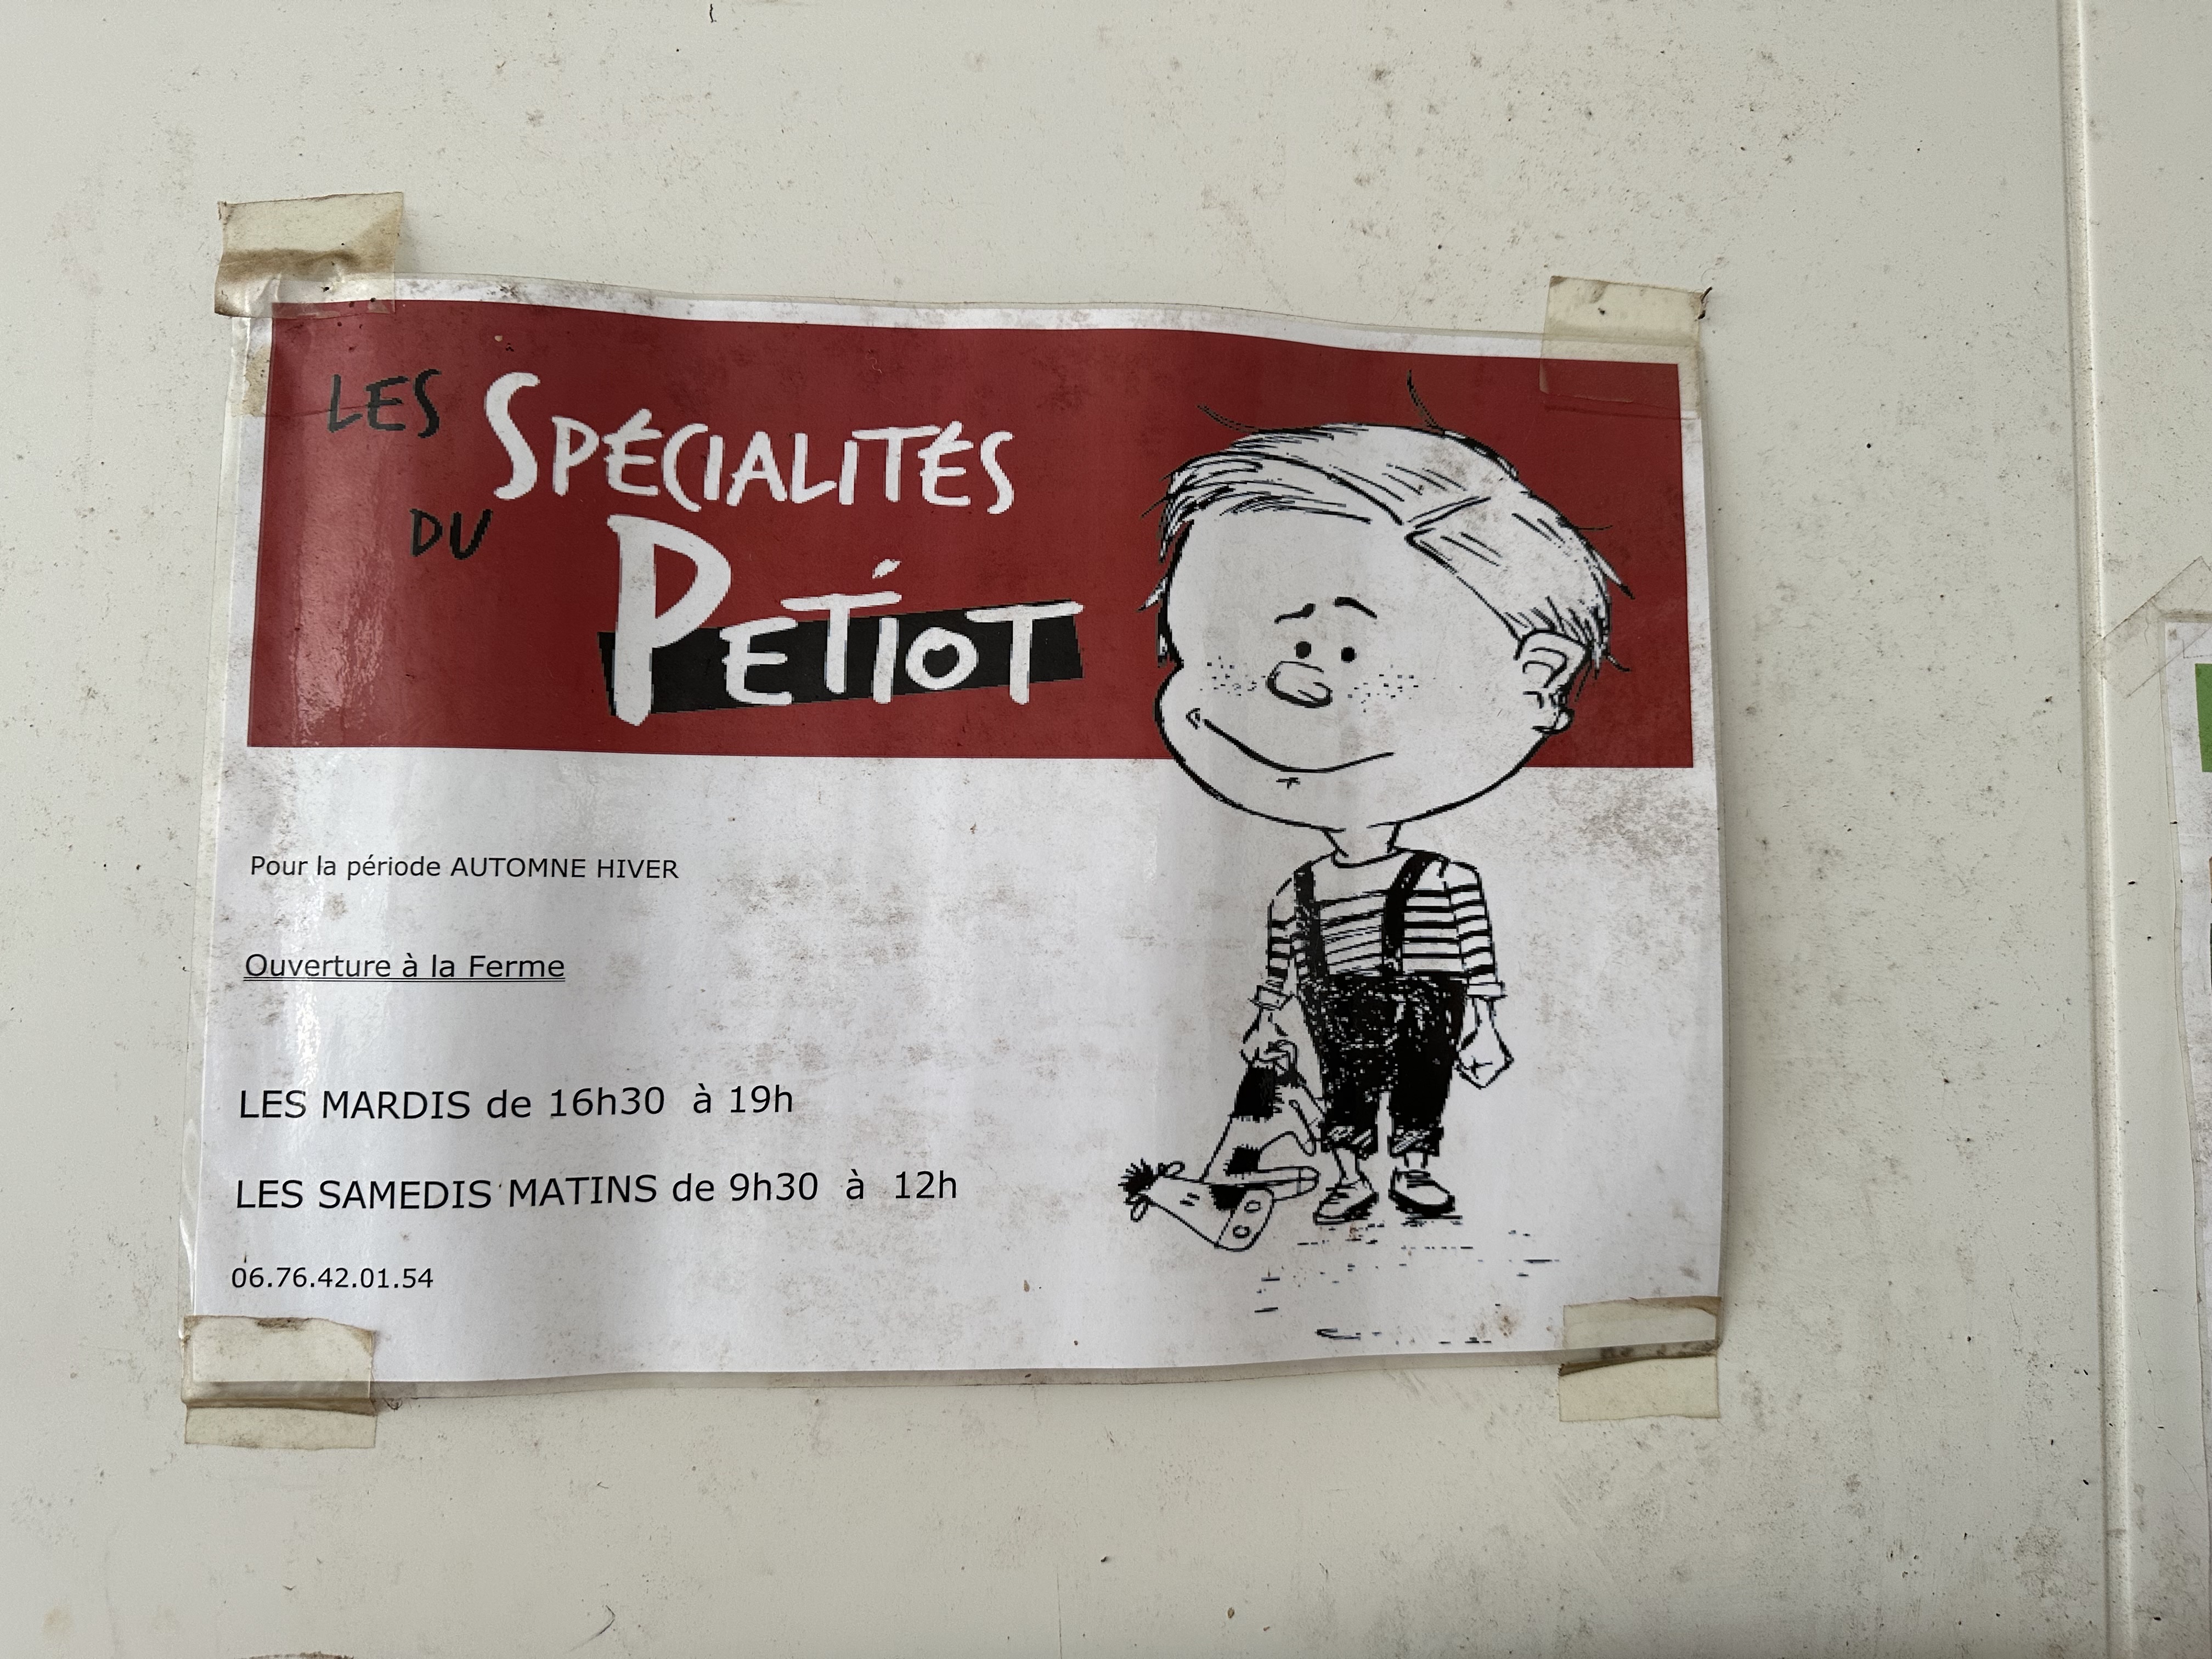 LES SPÉCIALITÉS
DU PETIOT
Pour la période AUTOMNE HIVER
Ouverture à la Ferme
LES MARDIS de 16h30 à 19h
LES SAMEDIS MATINS de 9h30 à 12h
06.76.42.01.54